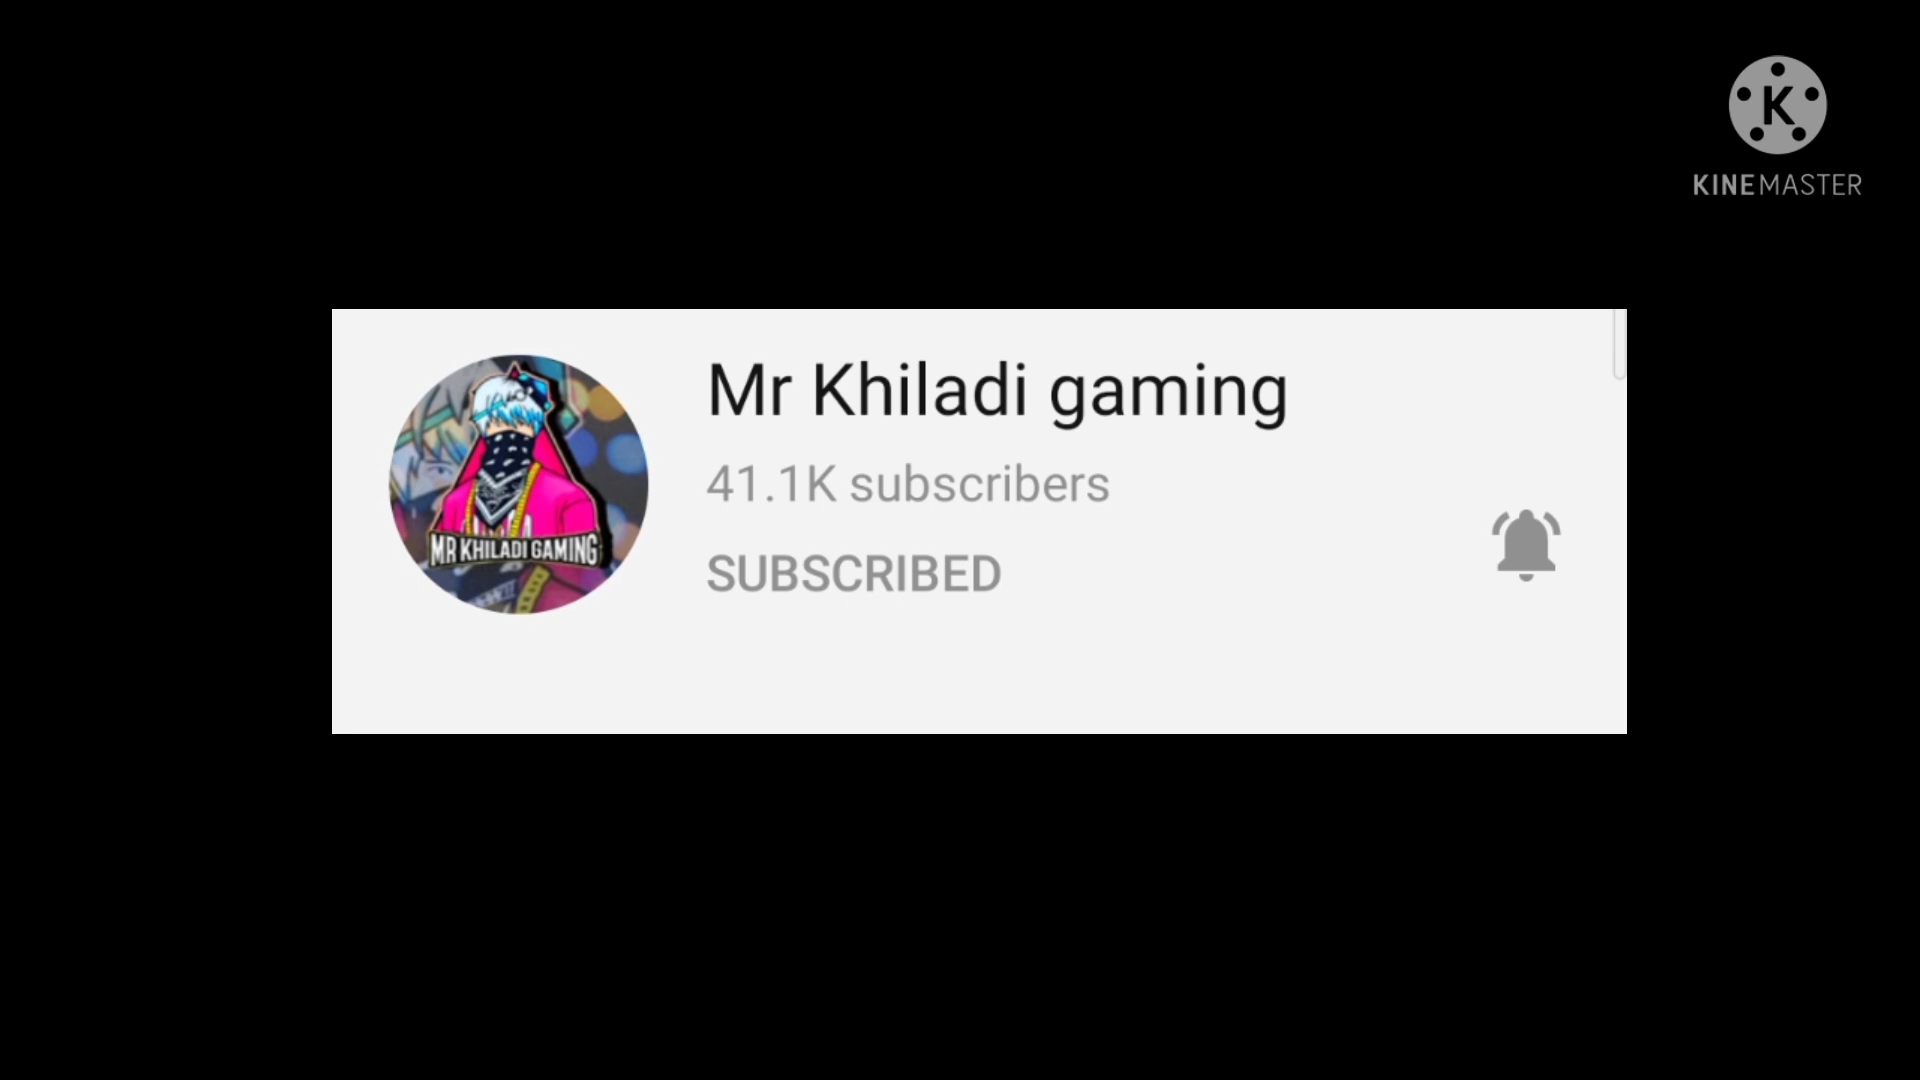 K
KINEMASTER
Mr Khiladi gaming
41.1K subscribers
SUBSCRIBED
MR KHILADI GAMING